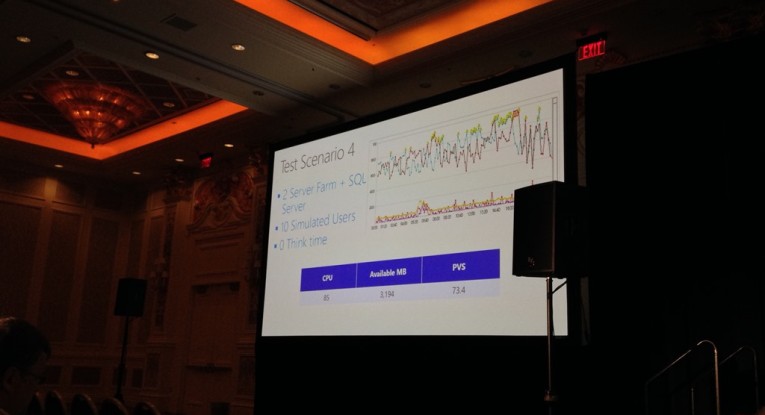 EXIT
Test Scenario 4
• 2 Server Farm + SQL
Server
• 10 Simulated Users
• 0 Think time
CPU Available MB PVS
85 3,194 73.4